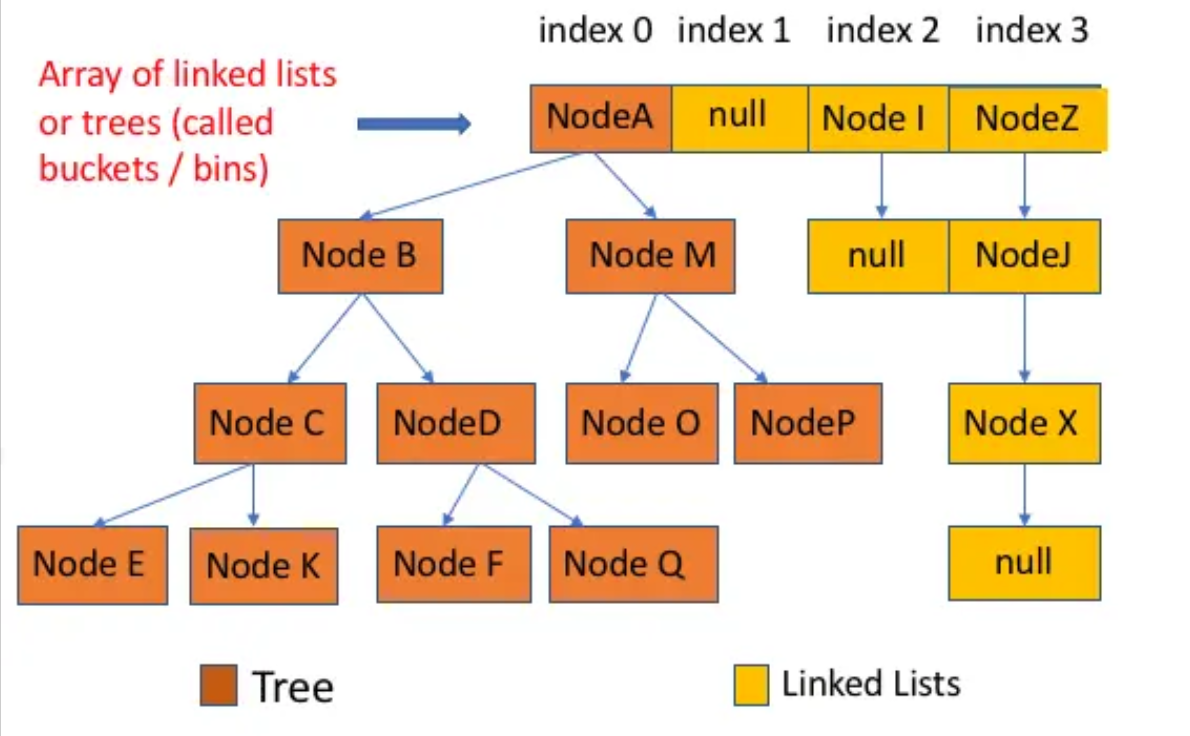 index 0 index 1 index 2 index 3
Array of linked lists
or trees (called
buckets / bins)
NodeA null Node I NodeZ
Node B Node M null NodeJ
Node C NodeD Node O NodeP Node X
Node E Node K Node F Node Q null
Tree Linked Lists